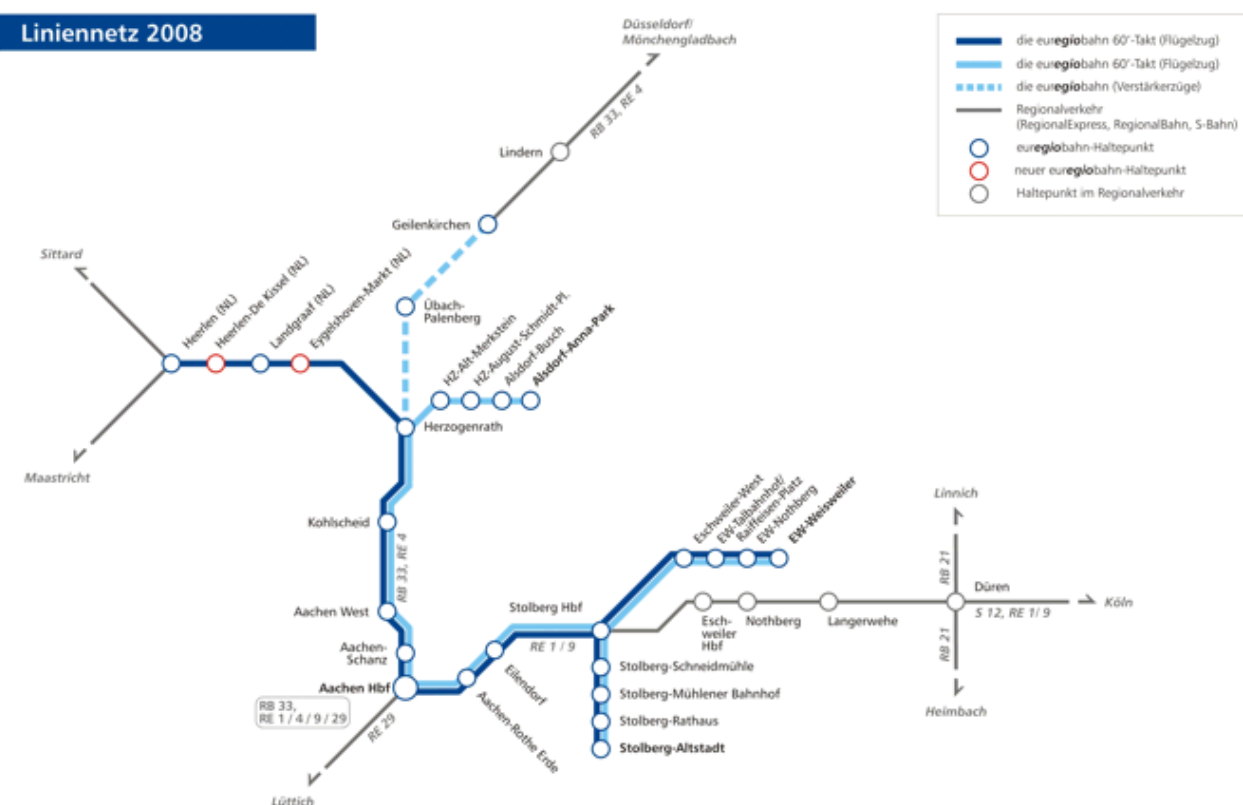 Liniennetz 2008
Düsseldorf/
Mönchengladbach
die euregiobahn 60'-Takt (Flügelzug)
die euregiobahn 60'-Takt (Flügelzug)
die euregiobahn (Verstärkerzüge)
Regionalverkehr
(RegionalExpress, RegionalBahn, S-Bahn)
euregiobahn-Haltepunkt
neuer euregiobahn-Haltepunkt
Haltepunkt im Regionalverkehr
RB 33, RE 4
Lindern
Geilenkirchen
Sittard
Heerlen (NL)
Heerlen-De Kissel (NL)
Landgraaf (NL)
Eygelshoven-Markt (NL)
Übach-
Palenberg
HZ-Alt-Merkstein
HZ-August-Schmidt-Pl.
Alsdorf-Busch
Alsdorf-Anna-Park
Herzogenrath
Maastricht
Kohlscheid
RB 33, RE 4
Eschweiler-West
EW-Talbahnhof/
Raiffeisen-Platz
EW-Nothberg
EW-Weisweiler
Linnich
RB 21
Düren
S 12, RE 1/ 9
Köln
Aachen West
Stolberg Hbf
RE 1 / 9
Esch-
weiler
Hbf
Nothberg
Langerwehe
RB 21
Aachen-
Schanz
Eilendorf
Stolberg-Schneidmühle
Aachen Hbf
Stolberg-Mühlener Bahnhof
RB 33,
RE 1 / 4 / 9 / 29
RE 29
Aachen-Rothe Erde
Stolberg-Rathaus
Heimbach
Stolberg-Altstadt
Lüttich